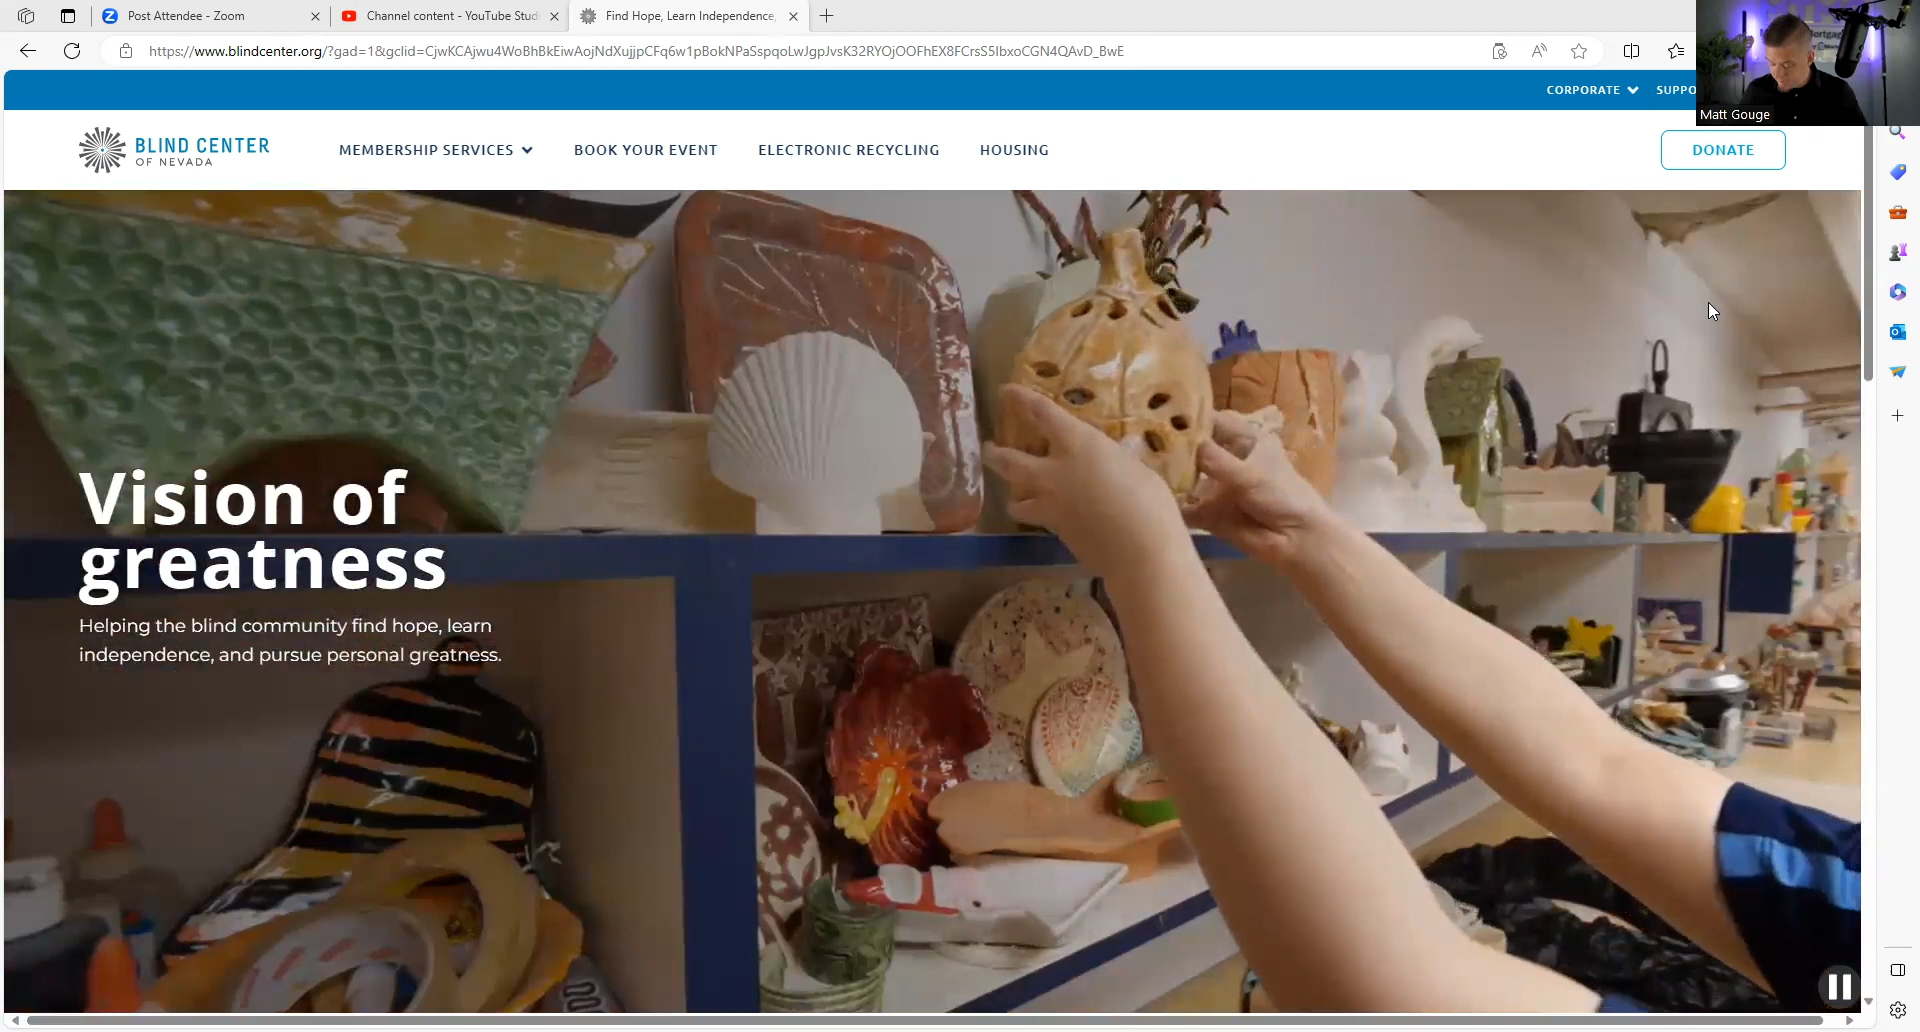 Post Attendee - Zoom
Channel content - YouTube Stud
Find Hope, Learn Independence,
https://www.blindcenter.org/?gad=1&gclid=CjwKCAjwu4WoBhBkEiwAojNdXujjpCFq6w1pBokNPaSspqoLwJgpJvsK32RYOjOOFhEX8FCrsS5IbxoCGN4QAvD_BwE
CORPORATE
SUPPO
Matt Gouge
BLIND CENTER
OF NEVADA
MEMBERSHIP SERVICES
BOOK YOUR EVENT
ELECTRONIC RECYCLING
HOUSING
DONATE
Vision of
greatness
Helping the blind community find hope, learn
independence, and pursue personal greatness.